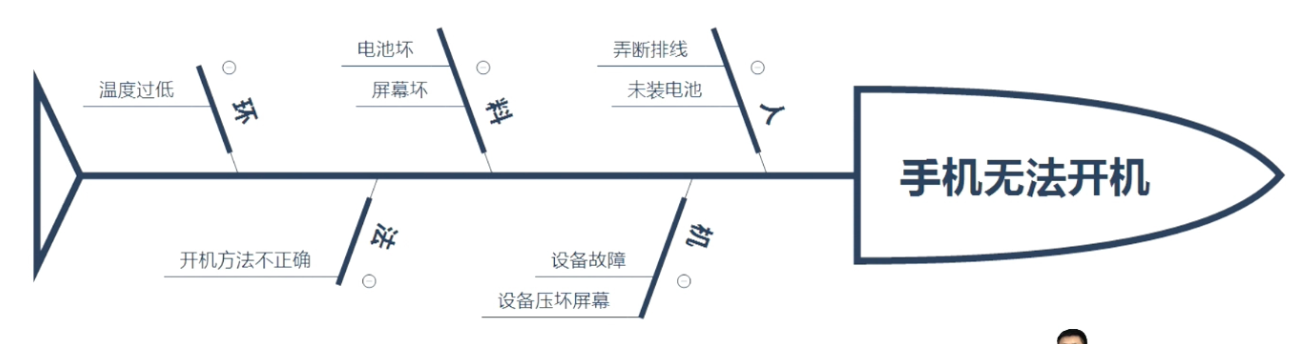 电池坏
弄断排线
温度过低
屏幕坏
未装电池
环
料
人
手机无法开机
法
机
开机方法不正确
设备故障
设备压坏屏幕